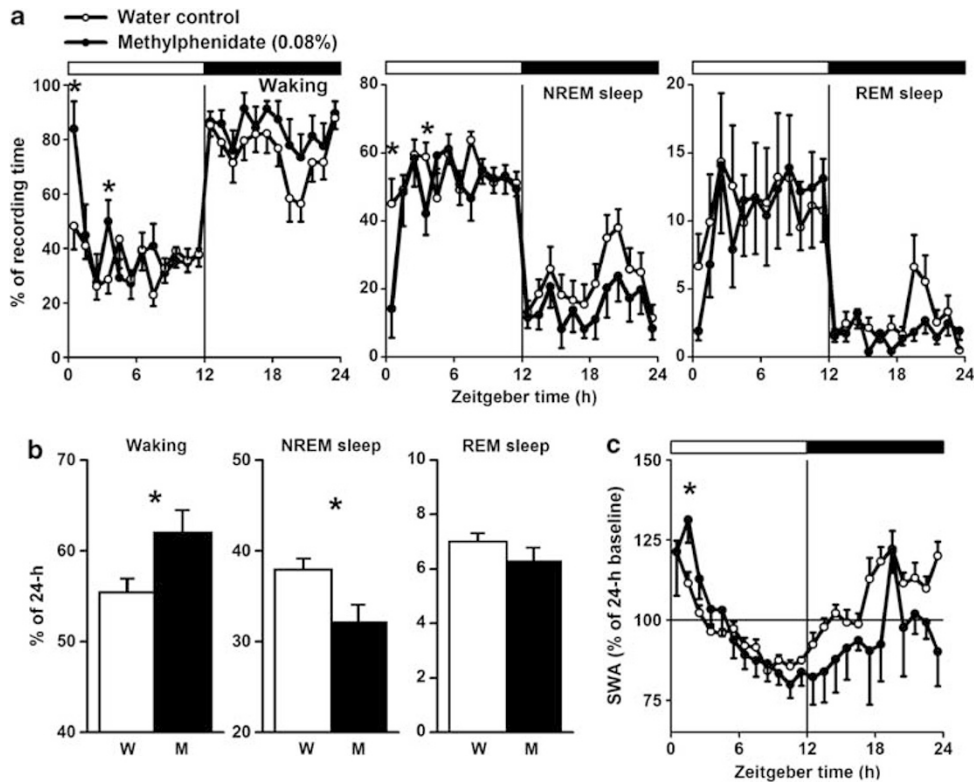 a
Water control
Methylphenidate (0.08%)
Waking
NREM sleep
REM sleep
% of recording time
100
80
60
40
20
0
60
40
20
0
20
15
10
5
0
* *
* *
0 6 12 18 24
0 6 12 18 24
0 6 12 18 24
Zeitgeber time (h)
b
Waking
NREM sleep
REM sleep
% of 24-h
70
60
50
40
50
40
30
20
10
8
6
4
2
0
*
*
W M
W M
W M
c
SWA (% of 24-h baseline)
150
125
100
75
*
0 6 12 18 24
Zeitgeber time (h)